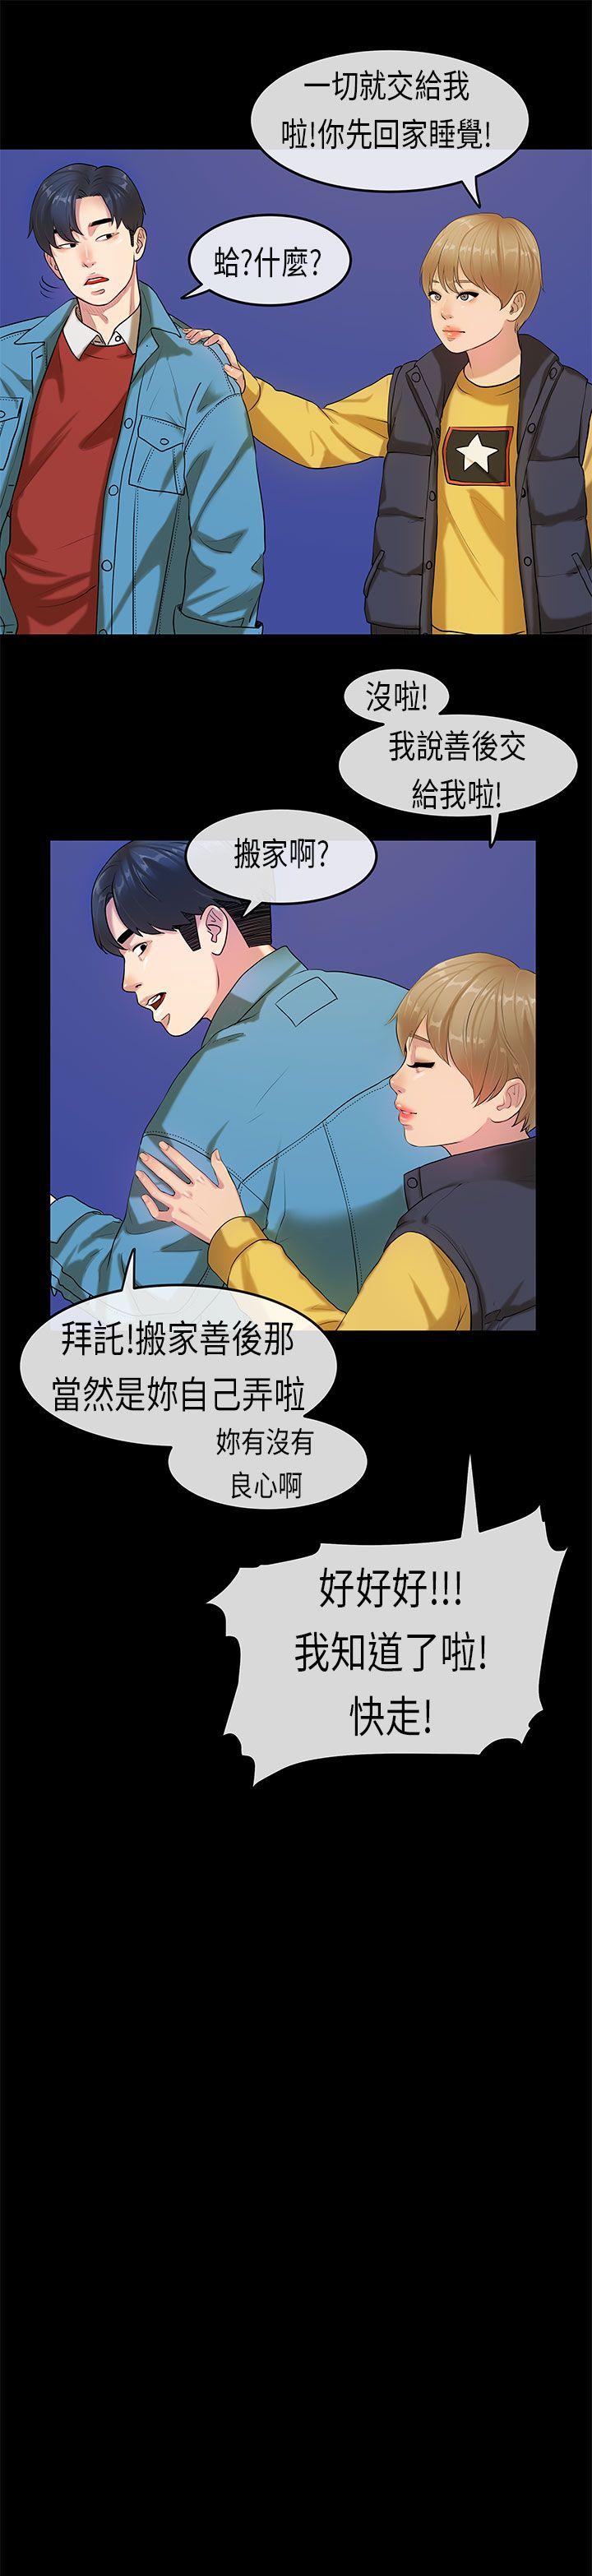 一切就交給我
啦!你先回家睡覺!
蛤?什麼?
沒啦!
我說善後交
給我啦!
搬家啊?
拜託!搬家善後那
當然是妳自己弄啦
妳有沒有
良心啊
好好好!!!
我知道了啦!
快走!